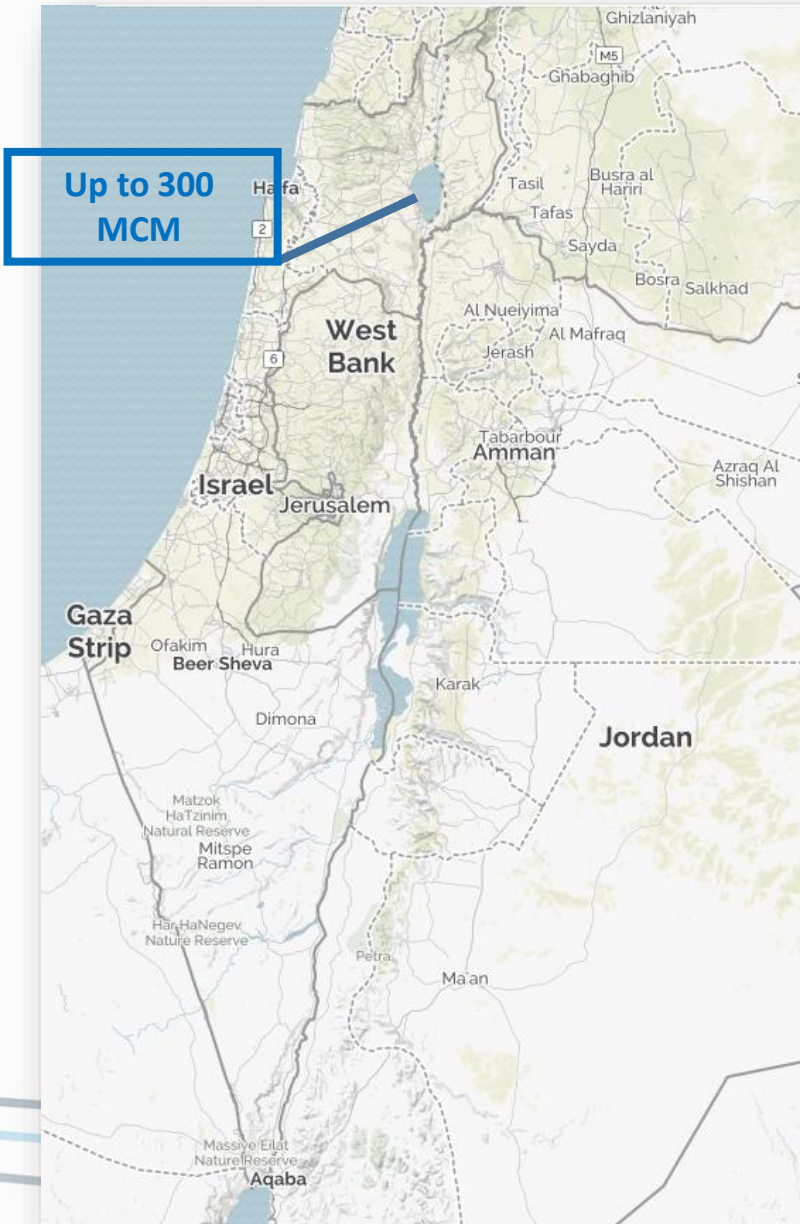 Ghizlaniyah
M5
Ghabaghib
Up to 300
MCM
Haifa
2
Tasil
Busra al
Hariri
Tafas
Sayda
Bosra
Salkhad
Al Nueiyima
West
Bank
Al Mafraq
6
Jerash
Tabarbour
Amman
Azraq Al
Shishan
Israel
Jerusalem
Gaza
Strip
Ofakim
Hura
Beer Sheva
Karak
Dimona
Jordan
Matzok
HaTzinim
Natural Reserve
Mitspe
Ramon
Har HaNegev
Nature Reserve
Petra
Ma'an
Massive Eilat
Nature Reserve
Aqaba